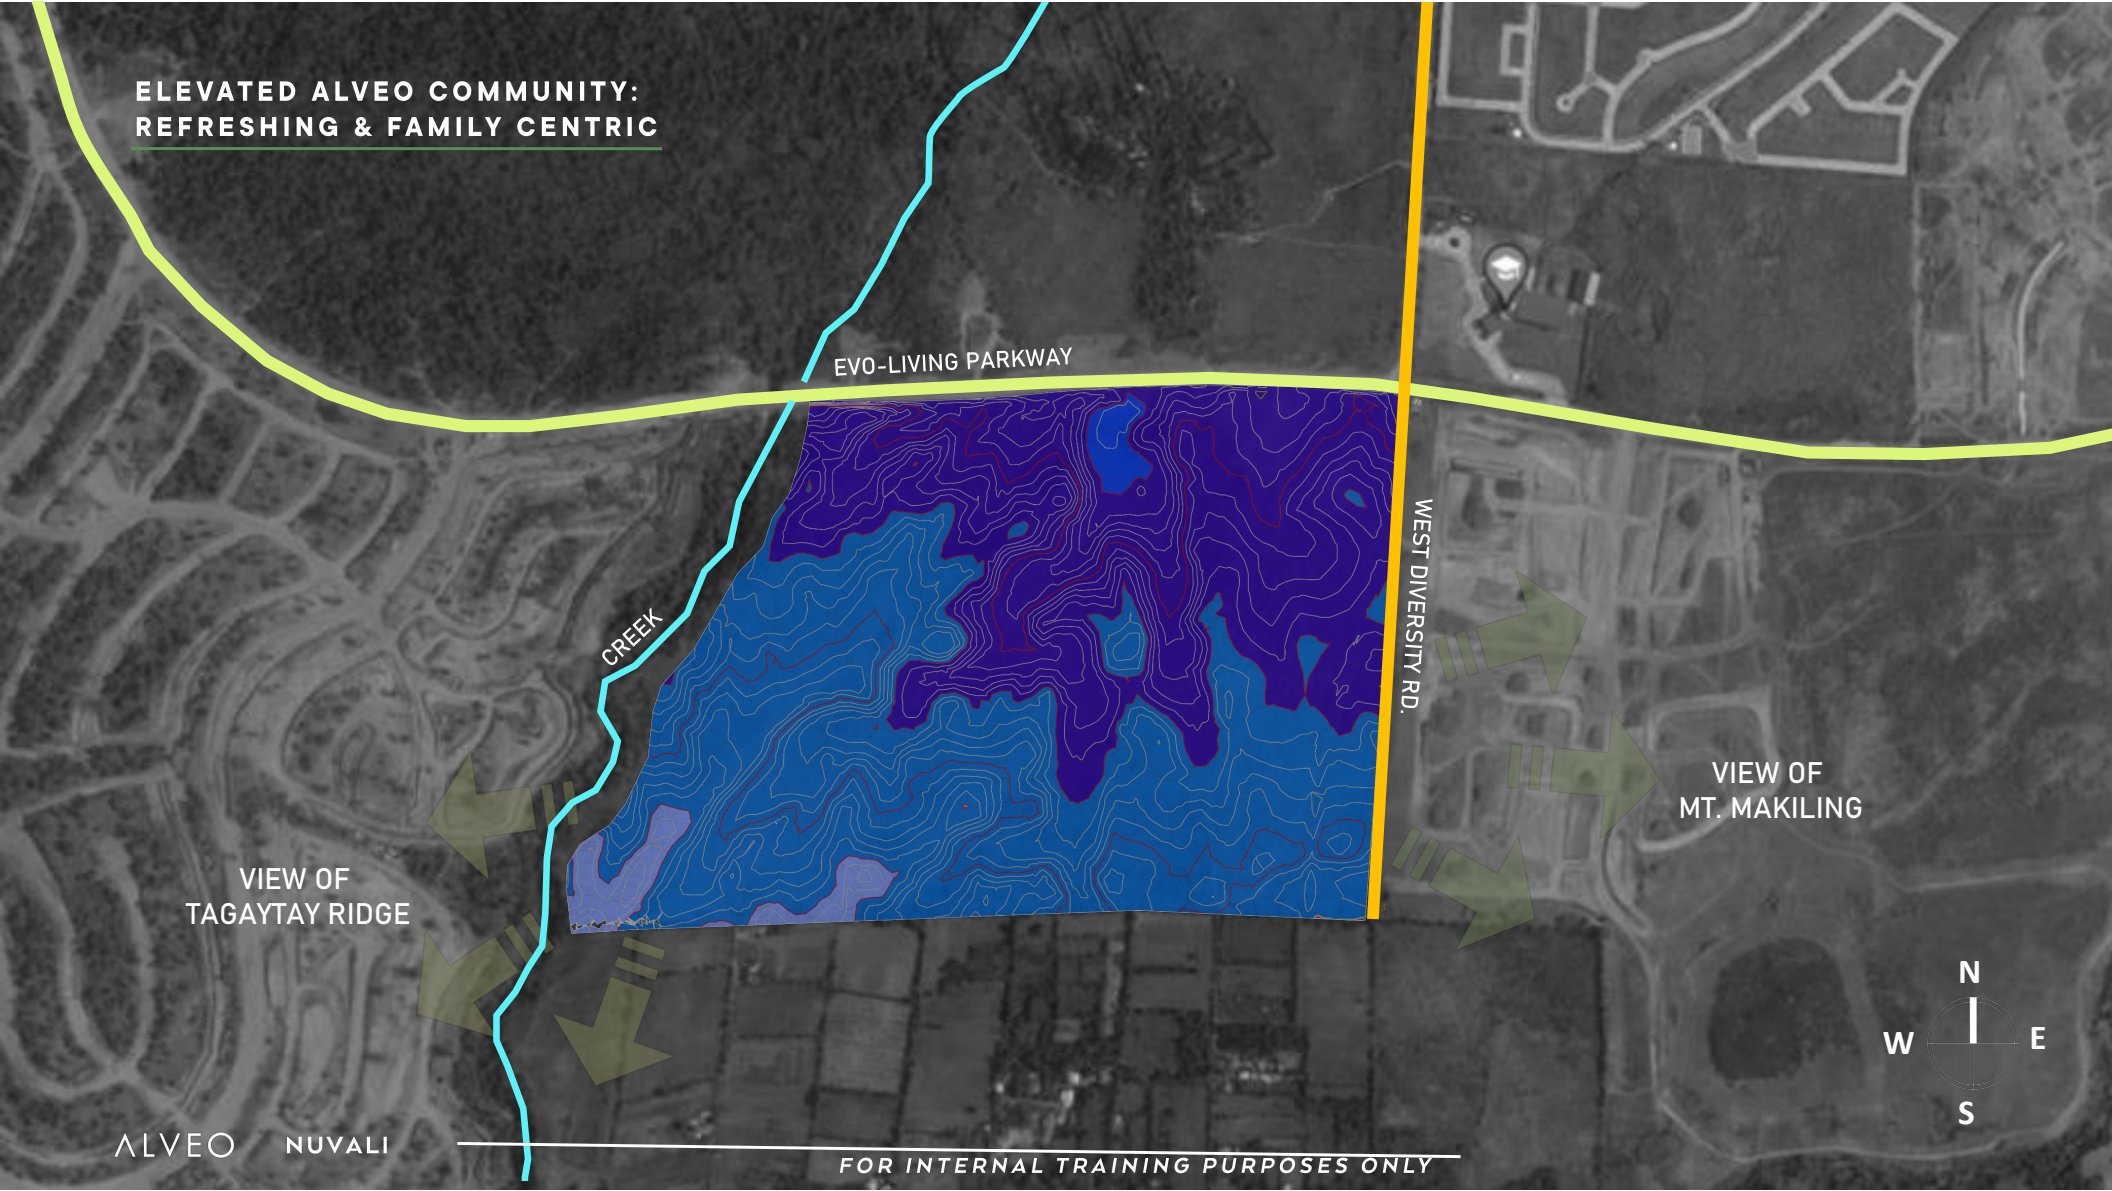 ELEVATED ALVEO COMMUNITY:
REFRESHING & FAMILY CENTRIC
EVO-LIVING PARKWAY
WEST DIVERSITY RD.
CREEK
VIEW OF
MT. MAKILING
VIEW OF
TAGAYTAY RIDGE
N
W
E
S
ALVEO
NUVALI
FOR INTERNAL TRAINING PURPOSES ONLY